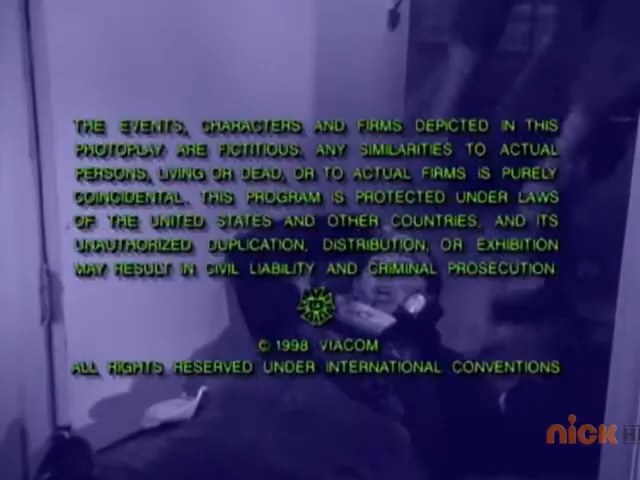 THE EVENTS, CHARACTERS AND FIRMS DEPICTED IN THIS
PHOTOPLAY ARE FICTITIOUS. ANY SIMILARITIES TO ACTUAL
PERSONS, LIVING OR DEAD, OR TO ACTUAL FIRMS IS PURELY
COINCIDENTAL. THIS PROGRAM IS PROTECTED UNDER LAWS
OF THE UNITED STATES AND OTHER COUNTRIES, AND ITS
UNAUTHORIZED DUPLICATION, DISTRIBUTION, OR EXHIBITION
MAY RESULT IN CIVIL LIABILITY AND CRIMINAL PROSECUTION.
© 1998 VIACOM
ALL RIGHTS RESERVED UNDER INTERNATIONAL CONVENTIONS
nick